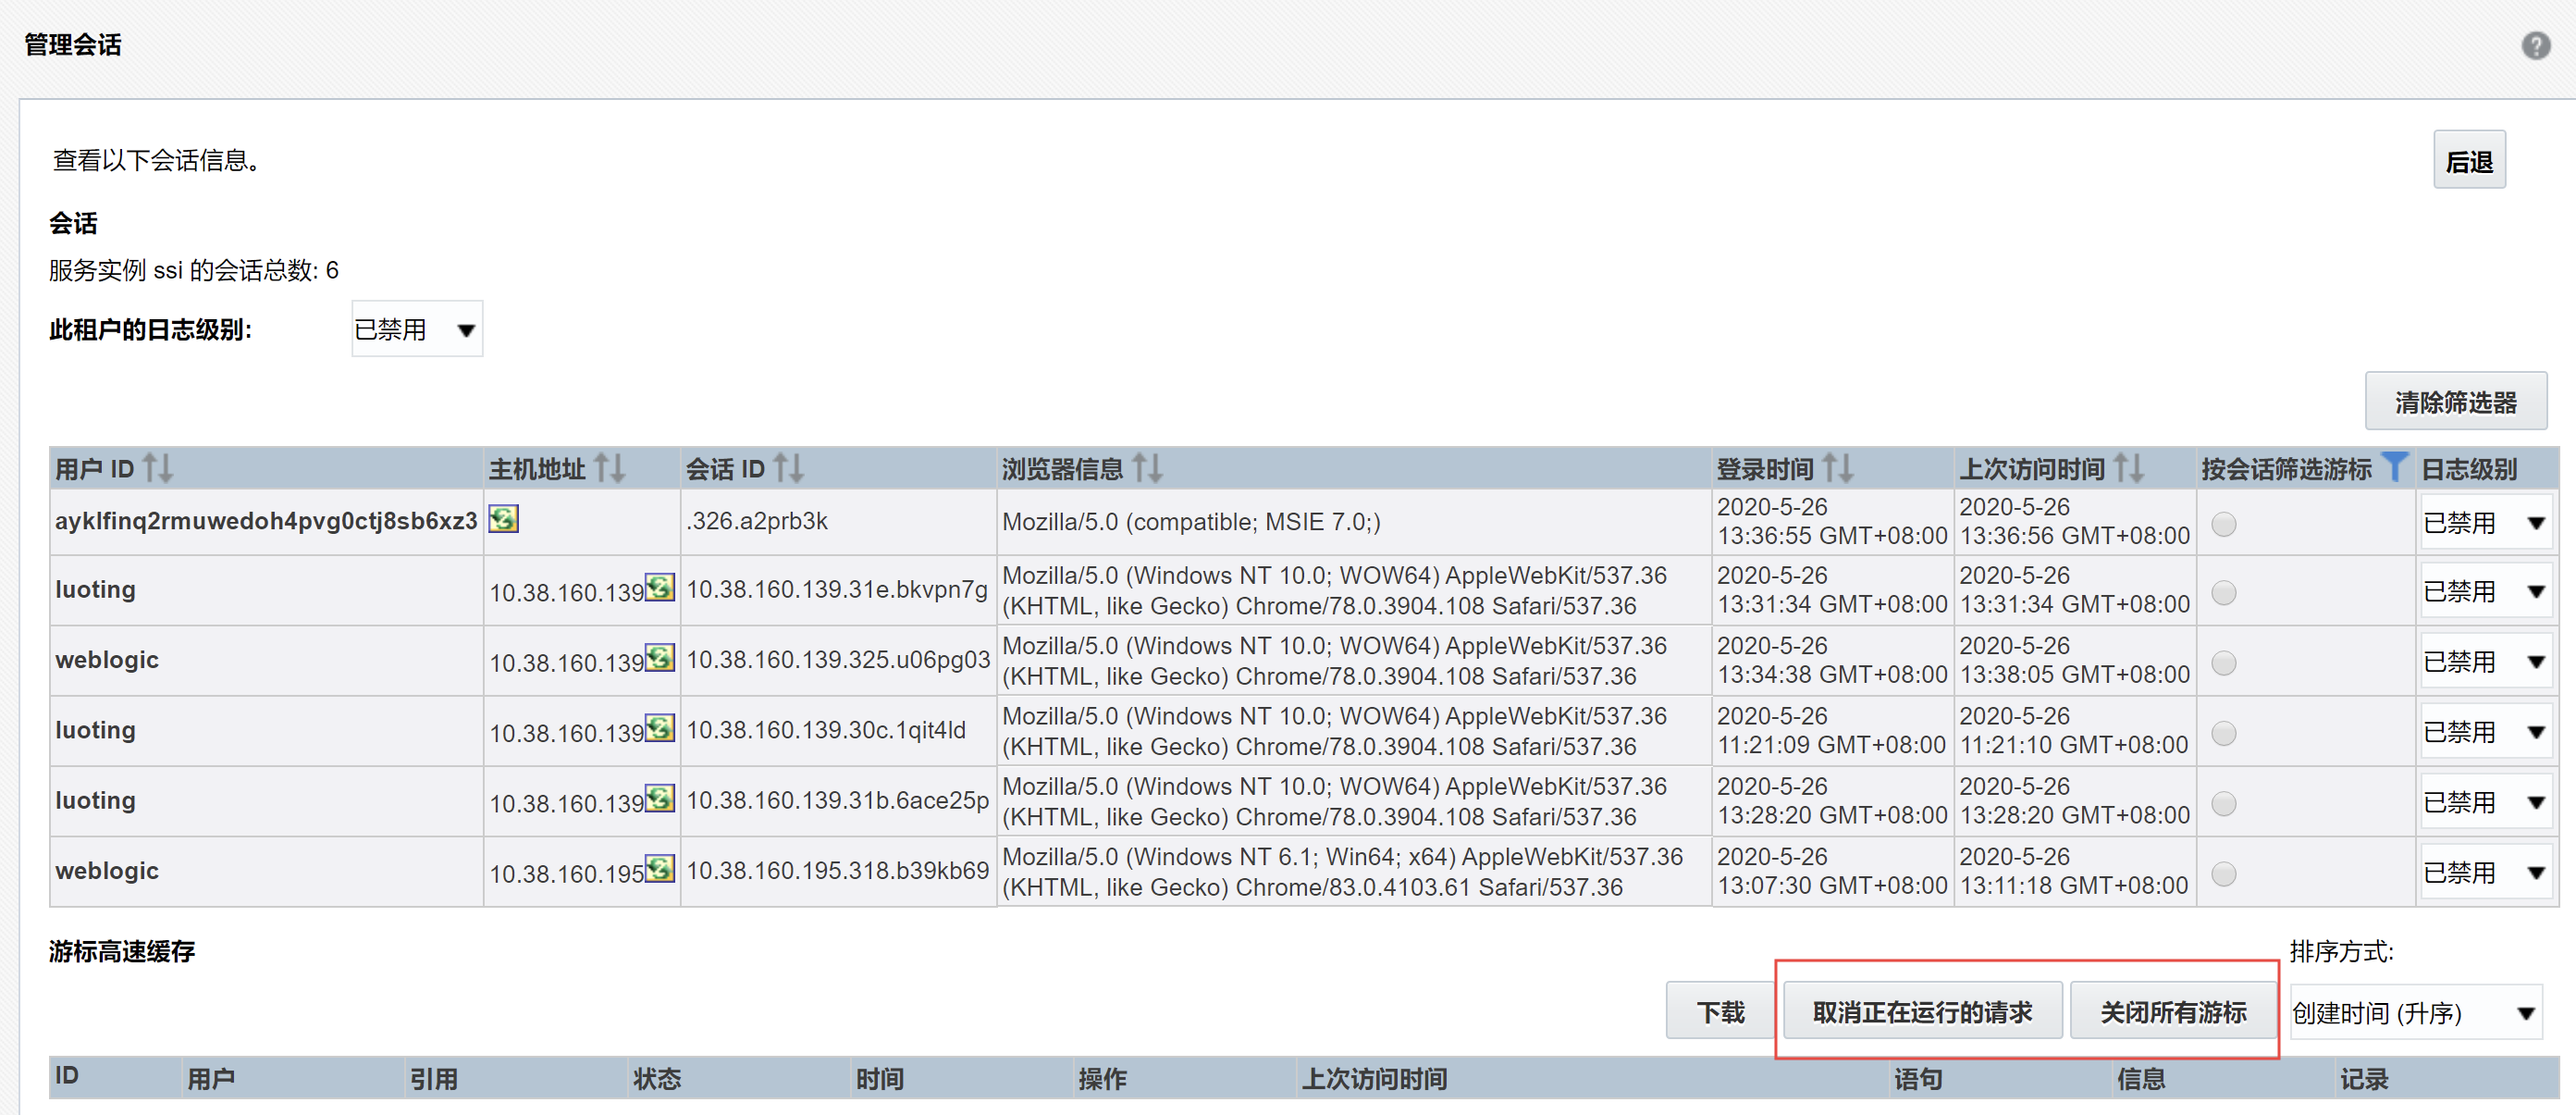 管理会话
查看以下会话信息。
后退
会话
服务实例 ssi 的会话总数: 6
此租户的日志级别: 已禁用
清除筛选器
用户 ID 主机地址 会话 ID 浏览器信息 登录时间 上次访问时间 按会话筛选游标 日志级别
ayklfinq2rmuwedoh4pvg0ctj8sb6xz3 .326.a2prb3k Mozilla/5.0 (compatible; MSIE 7.0;) 2020-5-26 2020-5-26 已禁用
13:36:55 GMT+08:00 13:36:56 GMT+08:00
luoting 10.38.160.139 10.38.160.139.31e.bkvpn7g Mozilla/5.0 (Windows NT 10.0; WOW64) AppleWebKit/537.36 2020-5-26 2020-5-26 已禁用
(KHTML, like Gecko) Chrome/78.0.3904.108 Safari/537.36 13:31:34 GMT+08:00 13:31:34 GMT+08:00
weblogic 10.38.160.139 10.38.160.139.325.u06pg03 Mozilla/5.0 (Windows NT 10.0; WOW64) AppleWebKit/537.36 2020-5-26 2020-5-26 已禁用
(KHTML, like Gecko) Chrome/78.0.3904.108 Safari/537.36 13:34:38 GMT+08:00 13:38:05 GMT+08:00
luoting 10.38.160.139 10.38.160.139.30c.1qit4ld Mozilla/5.0 (Windows NT 10.0; WOW64) AppleWebKit/537.36 2020-5-26 2020-5-26 已禁用
(KHTML, like Gecko) Chrome/78.0.3904.108 Safari/537.36 11:21:09 GMT+08:00 11:21:10 GMT+08:00
luoting 10.38.160.139 10.38.160.139.31b.6ace25p Mozilla/5.0 (Windows NT 10.0; WOW64) AppleWebKit/537.36 2020-5-26 2020-5-26 已禁用
(KHTML, like Gecko) Chrome/78.0.3904.108 Safari/537.36 13:28:20 GMT+08:00 13:28:20 GMT+08:00
weblogic 10.38.160.195 10.38.160.195.318.b39kb69 Mozilla/5.0 (Windows NT 6.1; Win64; x64) AppleWebKit/537.36 2020-5-26 2020-5-26 已禁用
(KHTML, like Gecko) Chrome/83.0.4103.61 Safari/537.36 13:07:30 GMT+08:00 13:11:18 GMT+08:00
游标高速缓存 排序方式:
下载 取消正在运行的请求 关闭所有游标 创建时间 (升序)
ID 用户 引用 状态 时间 操作 上次访问时间 语句 信息 记录